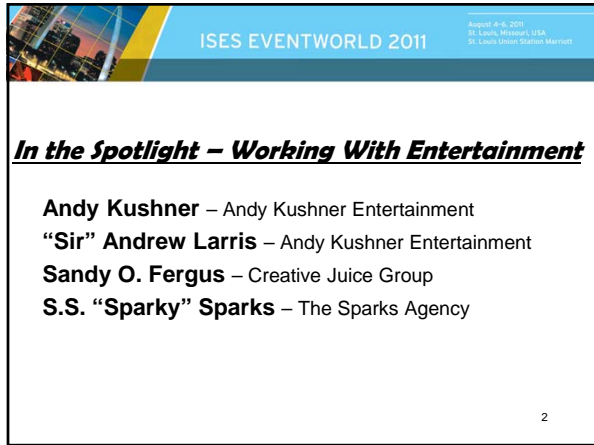 ISES EVENTWORLD 2011
August 4-6, 2011
St. Louis, Missouri, USA
St. Louis Union Station Marriott
In the Spotlight – Working With Entertainment
Andy Kushner – Andy Kushner Entertainment
“Sir” Andrew Larris – Andy Kushner Entertainment
Sandy O. Fergus – Creative Juice Group
S.S. “Sparky” Sparks – The Sparks Agency
2